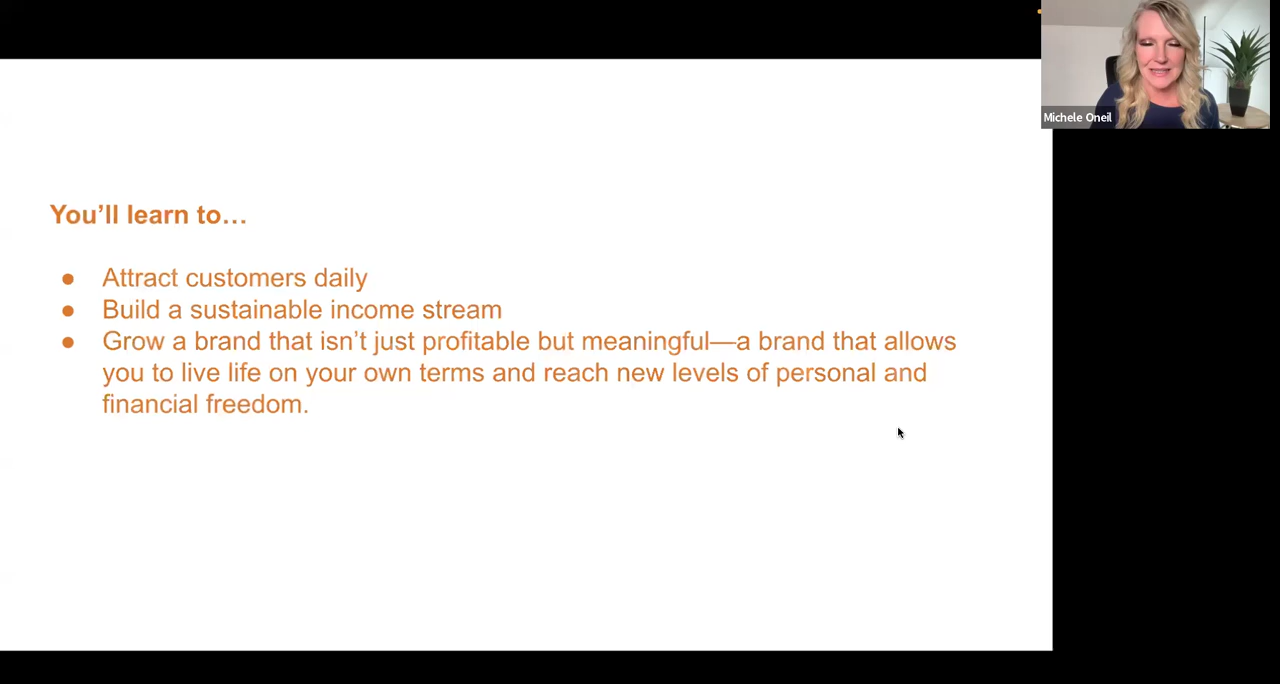 Michele Oneil
You’ll learn to…
● Attract customers daily
● Build a sustainable income stream
● Grow a brand that isn’t just profitable but meaningful—a brand that allows
you to live life on your own terms and reach new levels of personal and
financial freedom.